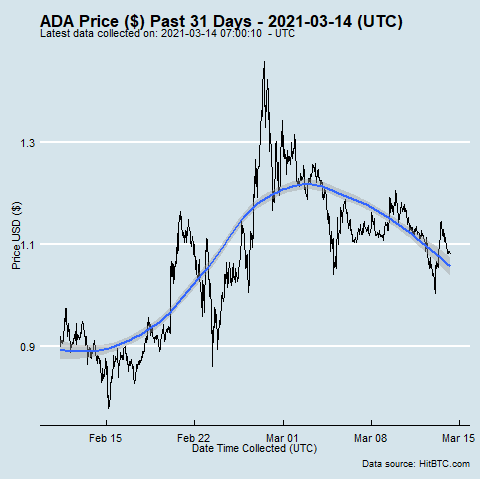 ADA Price ($) Past 31 Days - 2021-03-14 (UTC)
Latest data collected on: 2021-03-14 07:00:10 - UTC
Price USD ($)
1.3
1.1
0.9
Feb 15
Feb 22
Mar 01
Mar 08
Mar 15
Date Time Collected (UTC)
Data source: HitBTC.com